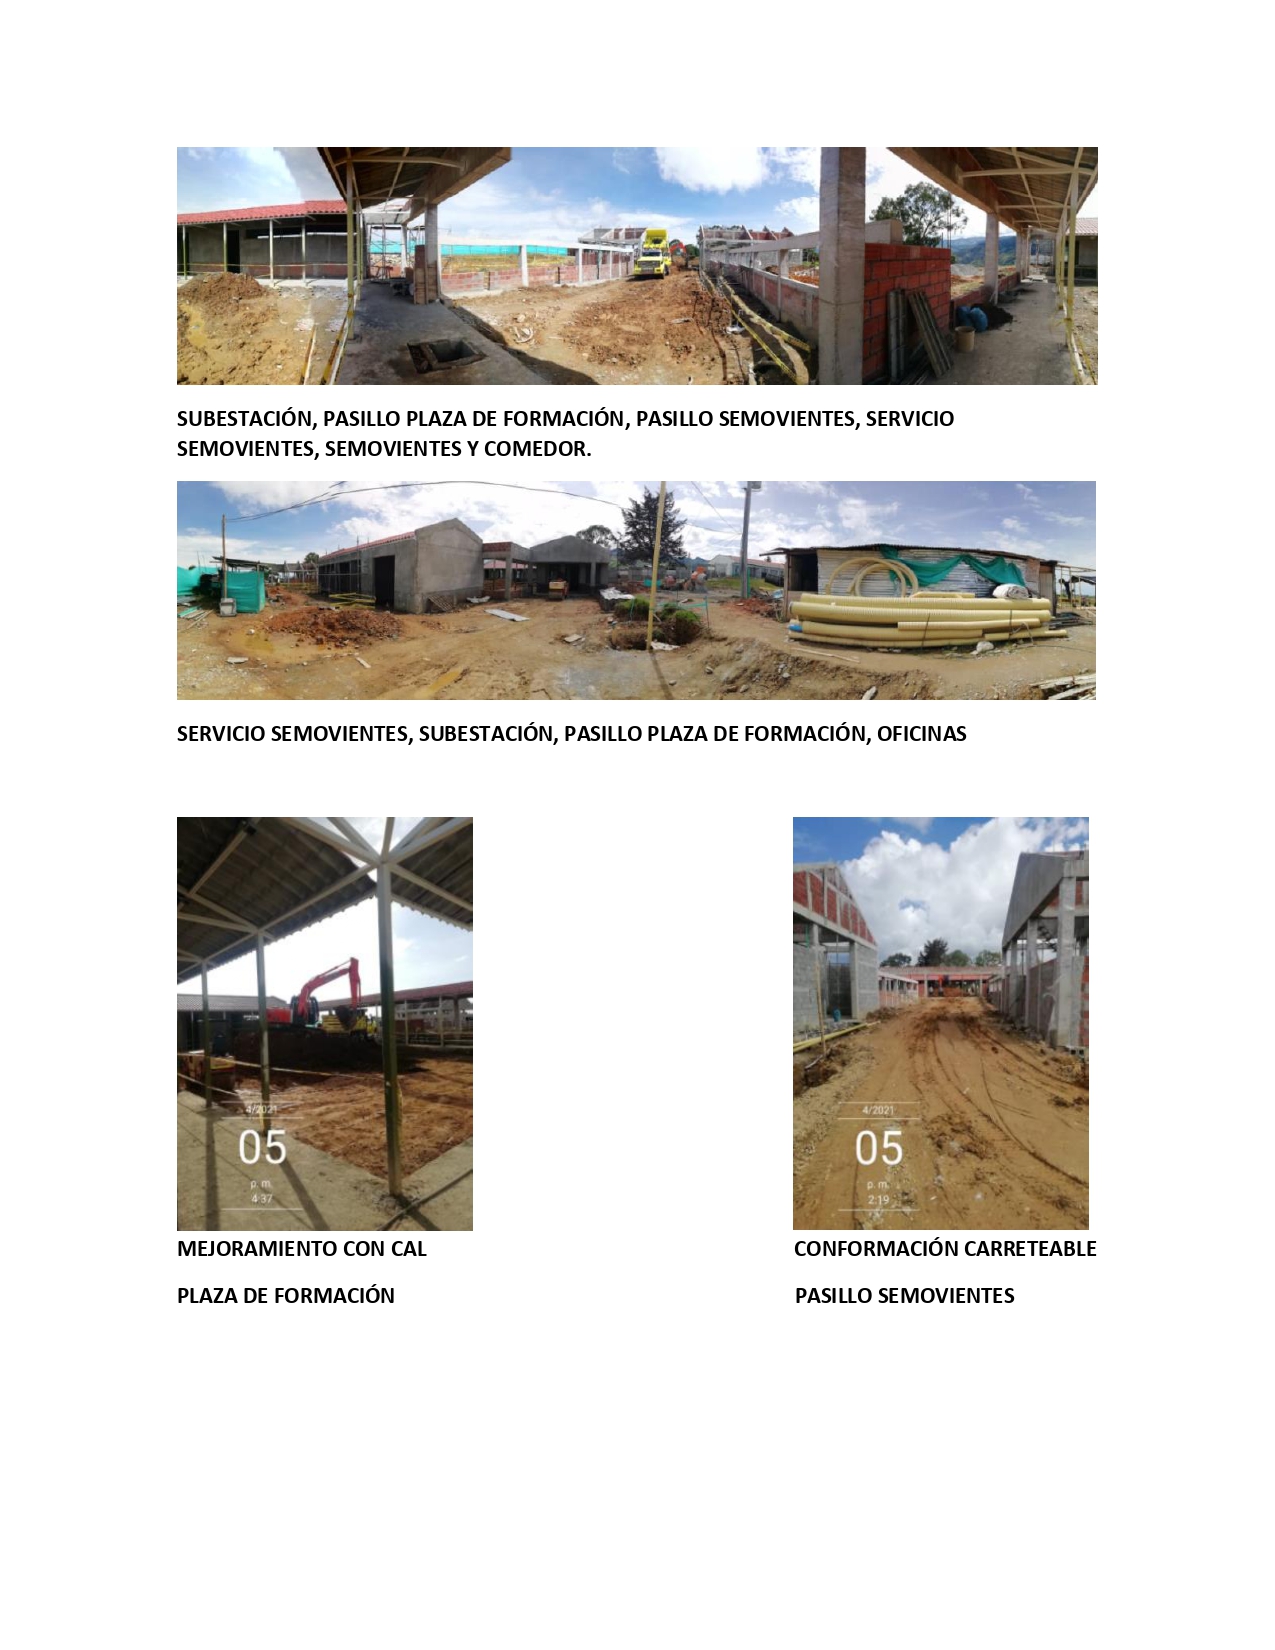 SUBESTACIÓN, PASILLO PLAZA DE FORMACIÓN, PASILLO SEMOVIENTES, SERVICIO
SEMOVIENTES, SEMOVIENTES Y COMEDOR.
SERVICIO SEMOVIENTES, SUBESTACIÓN, PASILLO PLAZA DE FORMACIÓN, OFICINAS
4/2021
05
p. m.
4:37
4/2021
05
p. m.
2:19
MEJORAMIENTO CON CAL
PLAZA DE FORMACIÓN
CONFORMACIÓN CARRETEABLE
PASILLO SEMOVIENTES